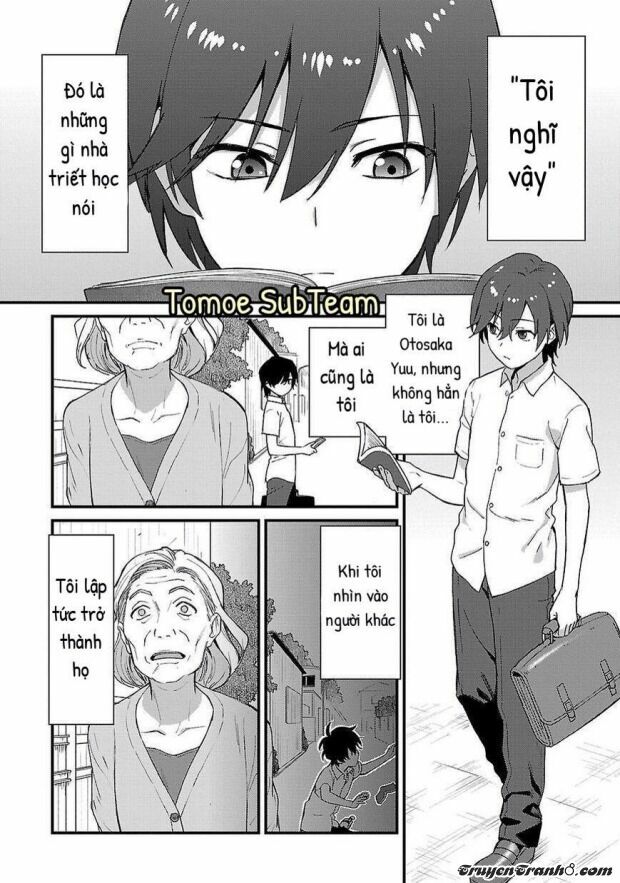 "Tôi
nghĩ
vậy"
Đó là
những
gì nhà
triết học
nói
Tomoe SubTeam
Tôi là
Otosaka
Yuu, nhưng
không hẳn
là tôi...
Mà ai
cũng là
tôi
Khi tôi
nhìn vào
người khác
Tôi lập
tức trở
thành
họ
TruyenTranh8.com